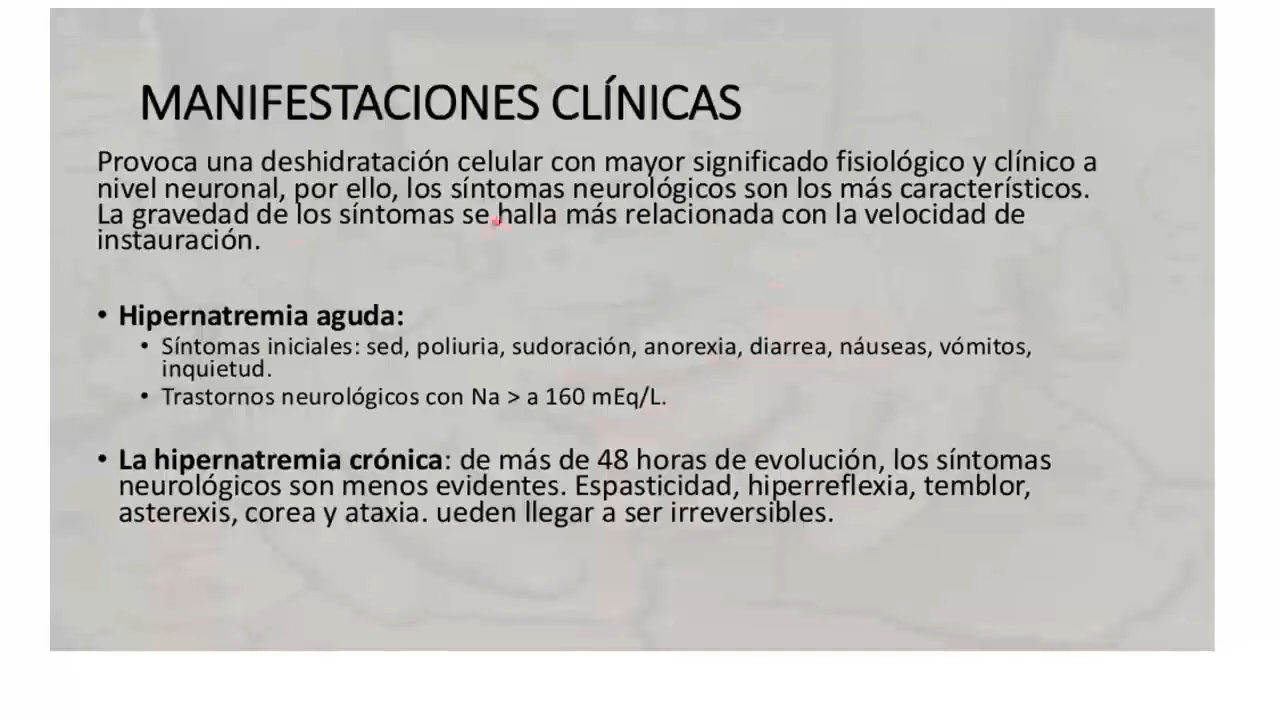 MANIFESTACIONES CLÍNICAS
Provoca una deshidratación celular con mayor significado fisiológico y clínico a
nivel neuronal, por ello, los síntomas neurológicos son los más característicos.
La gravedad de los síntomas se halla más relacionada con la velocidad de
instauración.
• Hipernatremia aguda:
• Síntomas iniciales: sed, poliuria, sudoración, anorexia, diarrea, náuseas, vómitos,
inquietud.
• Trastornos neurológicos con Na > a 160 mEq/L.
• La hipernatremia crónica: de más de 48 horas de evolución, los síntomas
neurológicos son menos evidentes. Espasticidad, hiperreflexia, temblor,
asterexis, corea y ataxia. ueden llegar a ser irreversibles.